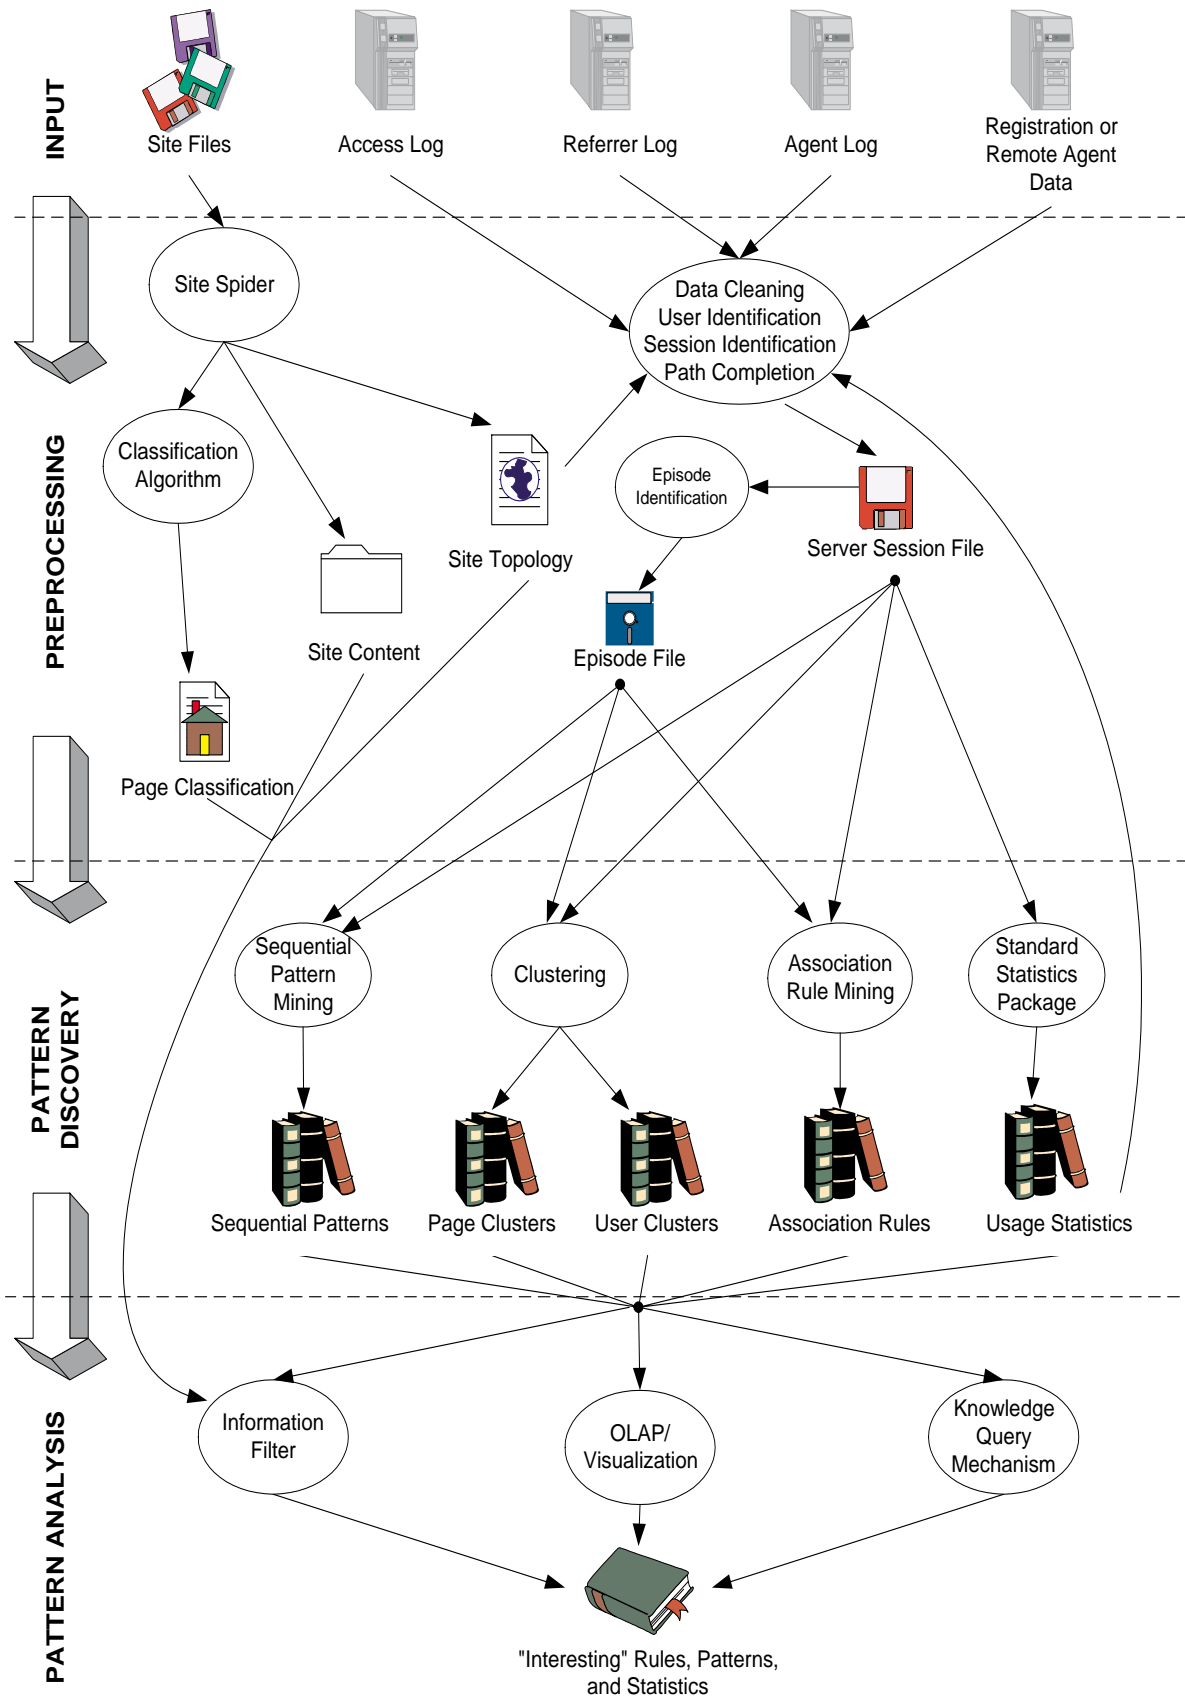 INPUT
Site Files
Access Log
Referrer Log
Agent Log
Registration or
Remote Agent
Data
PREPROCESSING
Site Spider
Data Cleaning
User Identification
Session Identification
Path Completion
Classification
Algorithm
Episode
Identification
Site Topology
Server Session File
Site Content
Episode File
Page Classification
PATTERN
DISCOVERY
Sequential
Pattern
Mining
Clustering
Association
Rule Mining
Standard
Statistics
Package
Sequential Patterns
Page Clusters
User Clusters
Association Rules
Usage Statistics
PATTERN ANALYSIS
Information
Filter
OLAP/
Visualization
Knowledge
Query
Mechanism
"Interesting" Rules, Patterns,
and Statistics